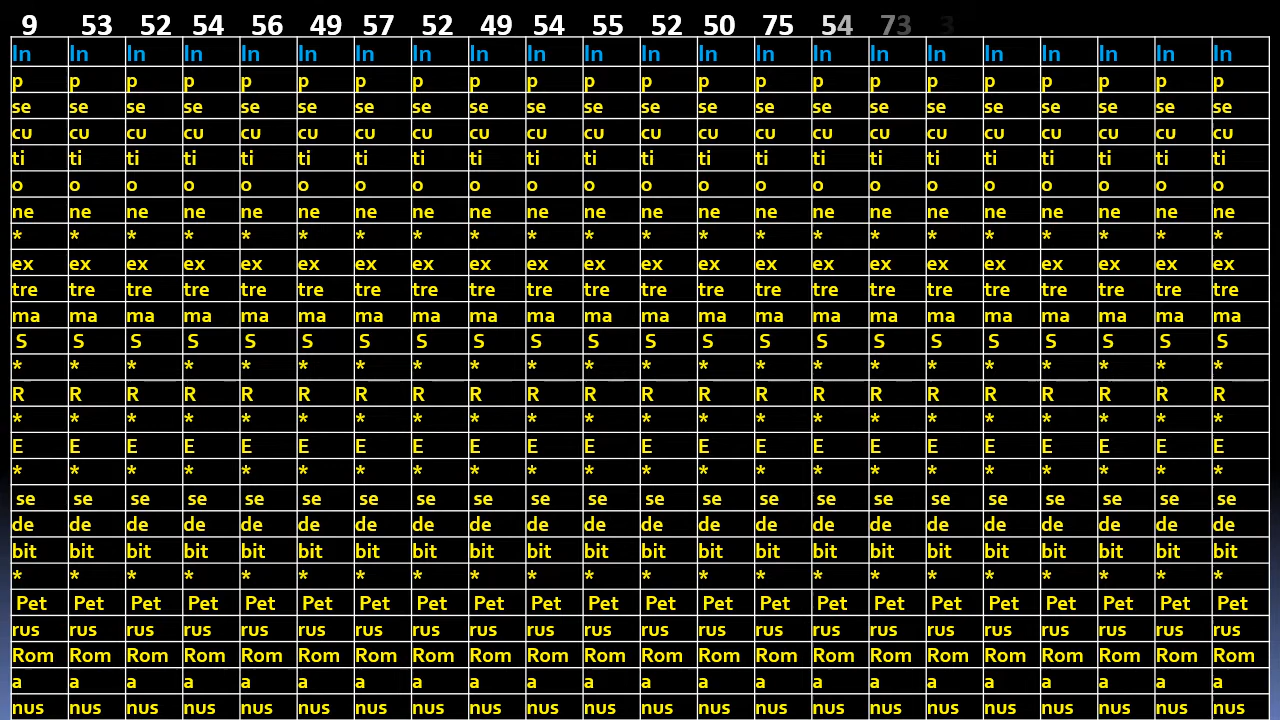 9 53 52 54 56 49 57 52 49 54 55 52 50 75 54 73 3
In In In In In In In In In In In In In In In In In In In In In In
p p p p p p p p p p p p p p p p p p p p p p
se se se se se se se se se se se se se se se se se se se se se se
cu cu cu cu cu cu cu cu cu cu cu cu cu cu cu cu cu cu cu cu cu cu
ti ti ti ti ti ti ti ti ti ti ti ti ti ti ti ti ti ti ti ti ti ti
o o o o o o o o o o o o o o o o o o o o o o
ne ne ne ne ne ne ne ne ne ne ne ne ne ne ne ne ne ne ne ne ne ne
* * * * * * * * * * * * * * * * * * * * * *
ex ex ex ex ex ex ex ex ex ex ex ex ex ex ex ex ex ex ex ex ex ex
tre tre tre tre tre tre tre tre tre tre tre tre tre tre tre tre tre tre tre tre tre tre
ma ma ma ma ma ma ma ma ma ma ma ma ma ma ma ma ma ma ma ma ma ma
S S S S S S S S S S S S S S S S S S S S S S
* * * * * * * * * * * * * * * * * * * * * *
R R R R R R R R R R R R R R R R R R R R R R
* * * * * * * * * * * * * * * * * * * * * *
E E E E E E E E E E E E E E E E E E E E E E
* * * * * * * * * * * * * * * * * * * * * *
se se se se se se se se se se se se se se se se se se se se se se
de de de de de de de de de de de de de de de de de de de de de de
bit bit bit bit bit bit bit bit bit bit bit bit bit bit bit bit bit bit bit bit bit bit
* * * * * * * * * * * * * * * * * * * * * *
Pet Pet Pet Pet Pet Pet Pet Pet Pet Pet Pet Pet Pet Pet Pet Pet Pet Pet Pet Pet Pet Pet
rus rus rus rus rus rus rus rus rus rus rus rus rus rus rus rus rus rus rus rus rus rus
Rom Rom Rom Rom Rom Rom Rom Rom Rom Rom Rom Rom Rom Rom Rom Rom Rom Rom Rom Rom Rom Rom
a a a a a a a a a a a a a a a a a a a a a a
nus nus nus nus nus nus nus nus nus nus nus nus nus nus nus nus nus nus nus nus nus nus